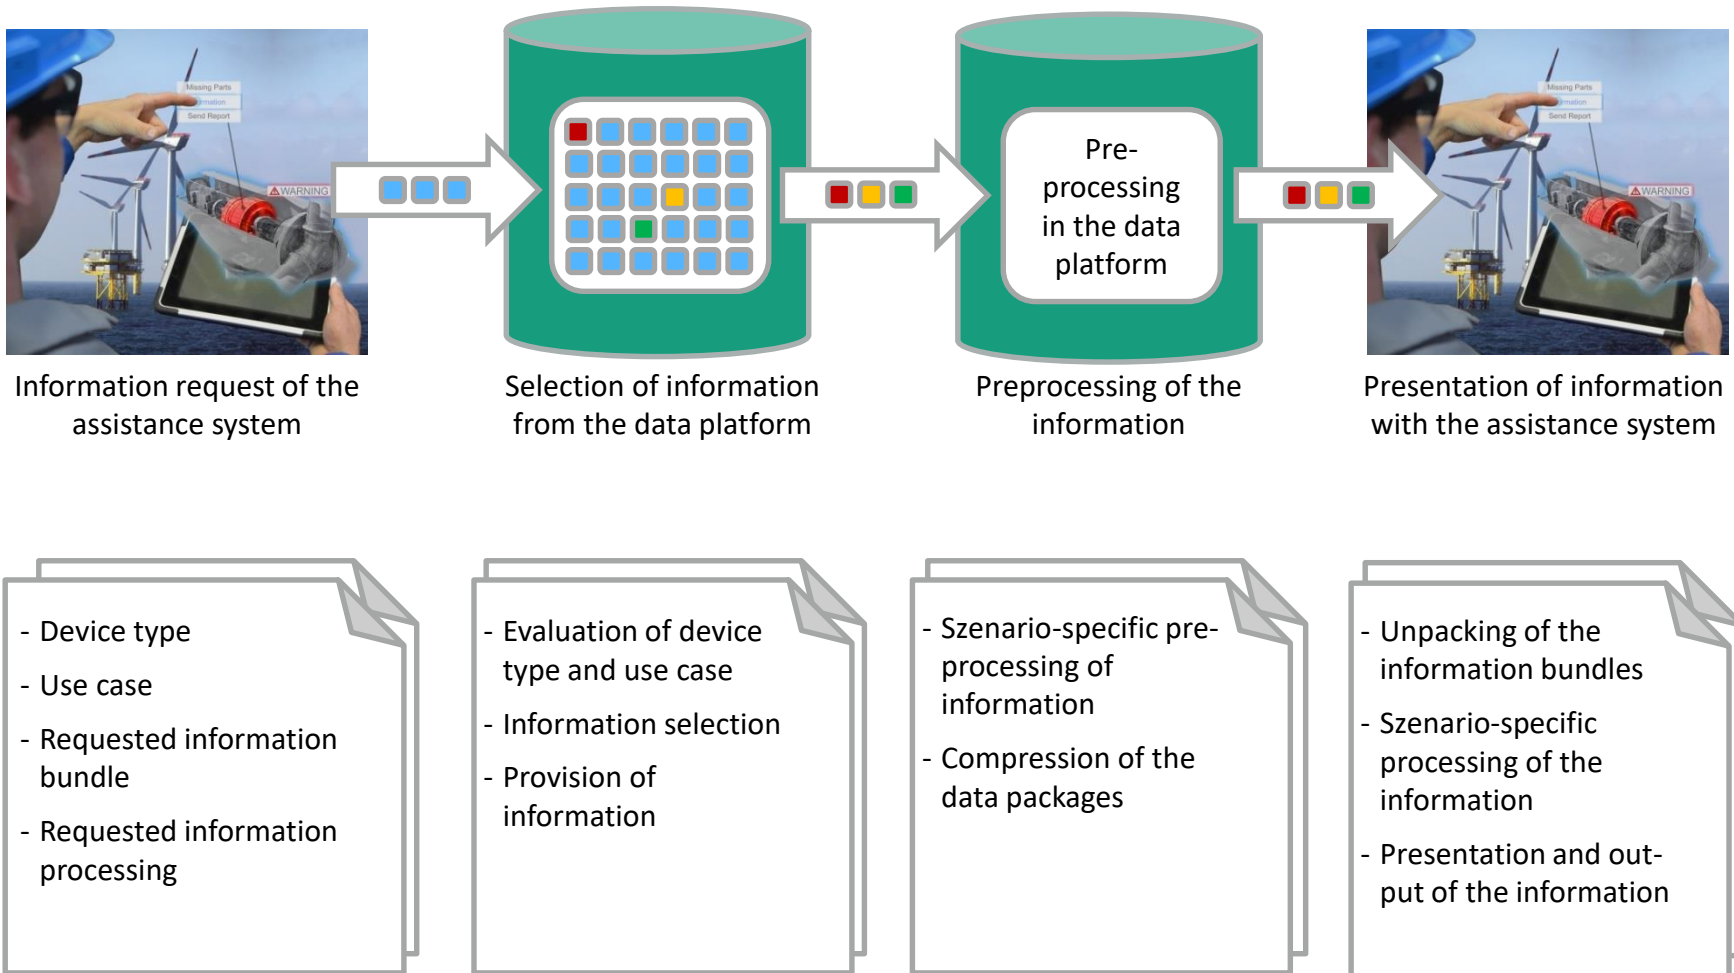 Missing Parts
Information
Send Report
WARNING
Pre-
processing
in the data
platform
Missing Parts
Information
Send Report
WARNING
Information request of the
assistance system
Selection of information
from the data platform
Preprocessing of the
information
Presentation of information
with the assistance system
- Device type
- Use case
- Requested information
bundle
- Requested information
processing
- Evaluation of device
type and use case
- Information selection
- Provision of
information
- Szenario-specific pre-
processing of
information
- Compression of the
data packages
- Unpacking of the
information bundles
- Szenario-specific
processing of the
information
- Presentation and out-
put of the information